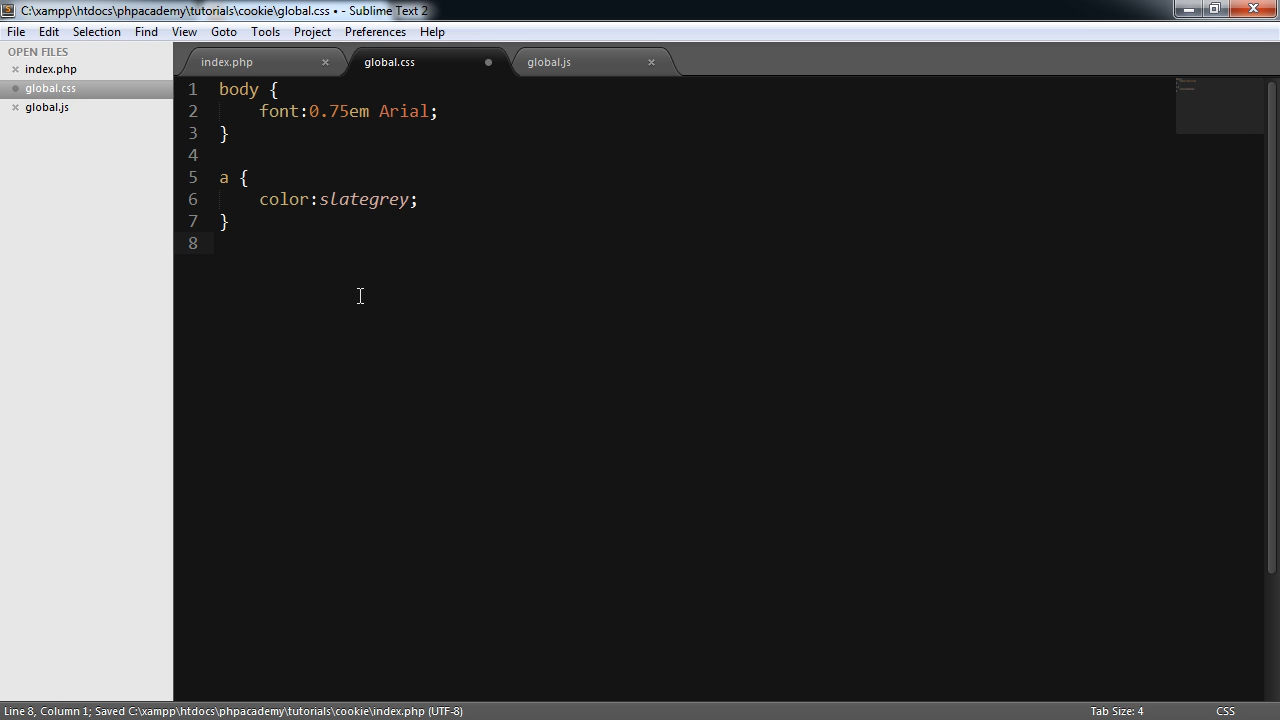 C:\xampp\htdocs\phpacademy\tutorials\cookie\global.css • - Sublime Text 2
File Edit Selection Find View Goto Tools Project Preferences Help
OPEN FILES
index.php
global.css
global.js
index.php global.css global.js
1 body {
2 font:0.75em Arial;
3 }
4
5 a {
6 color:slategrey;
7 }
8
Line 8, Column 1; Saved C:\xampp\htdocs\phpacademy\tutorials\cookie\index.php (UTF-8) Tab Size: 4 CSS